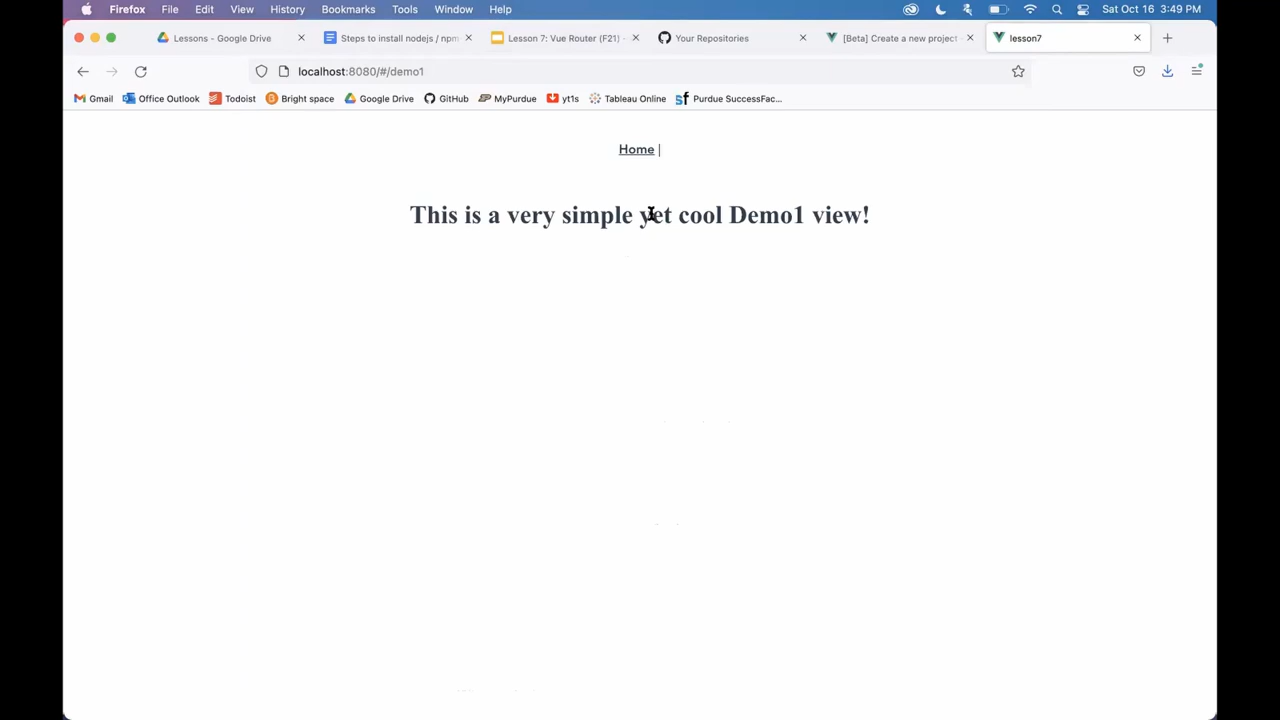 Firefox File Edit View History Bookmarks Tools Window Help Sat Oct 16 3:49 PM
Lessons - Google Drive Steps to install nodejs / npm Lesson 7: Vue Router (F21) - Your Repositories [Beta] Create a new project - lesson7
localhost:8080/#/demo1
Gmail Office Outlook Todoist Bright space Google Drive GitHub MyPurdue yt1s Tableau Online Purdue SuccessFac...
Home |
This is a very simple yet cool Demo1 view!